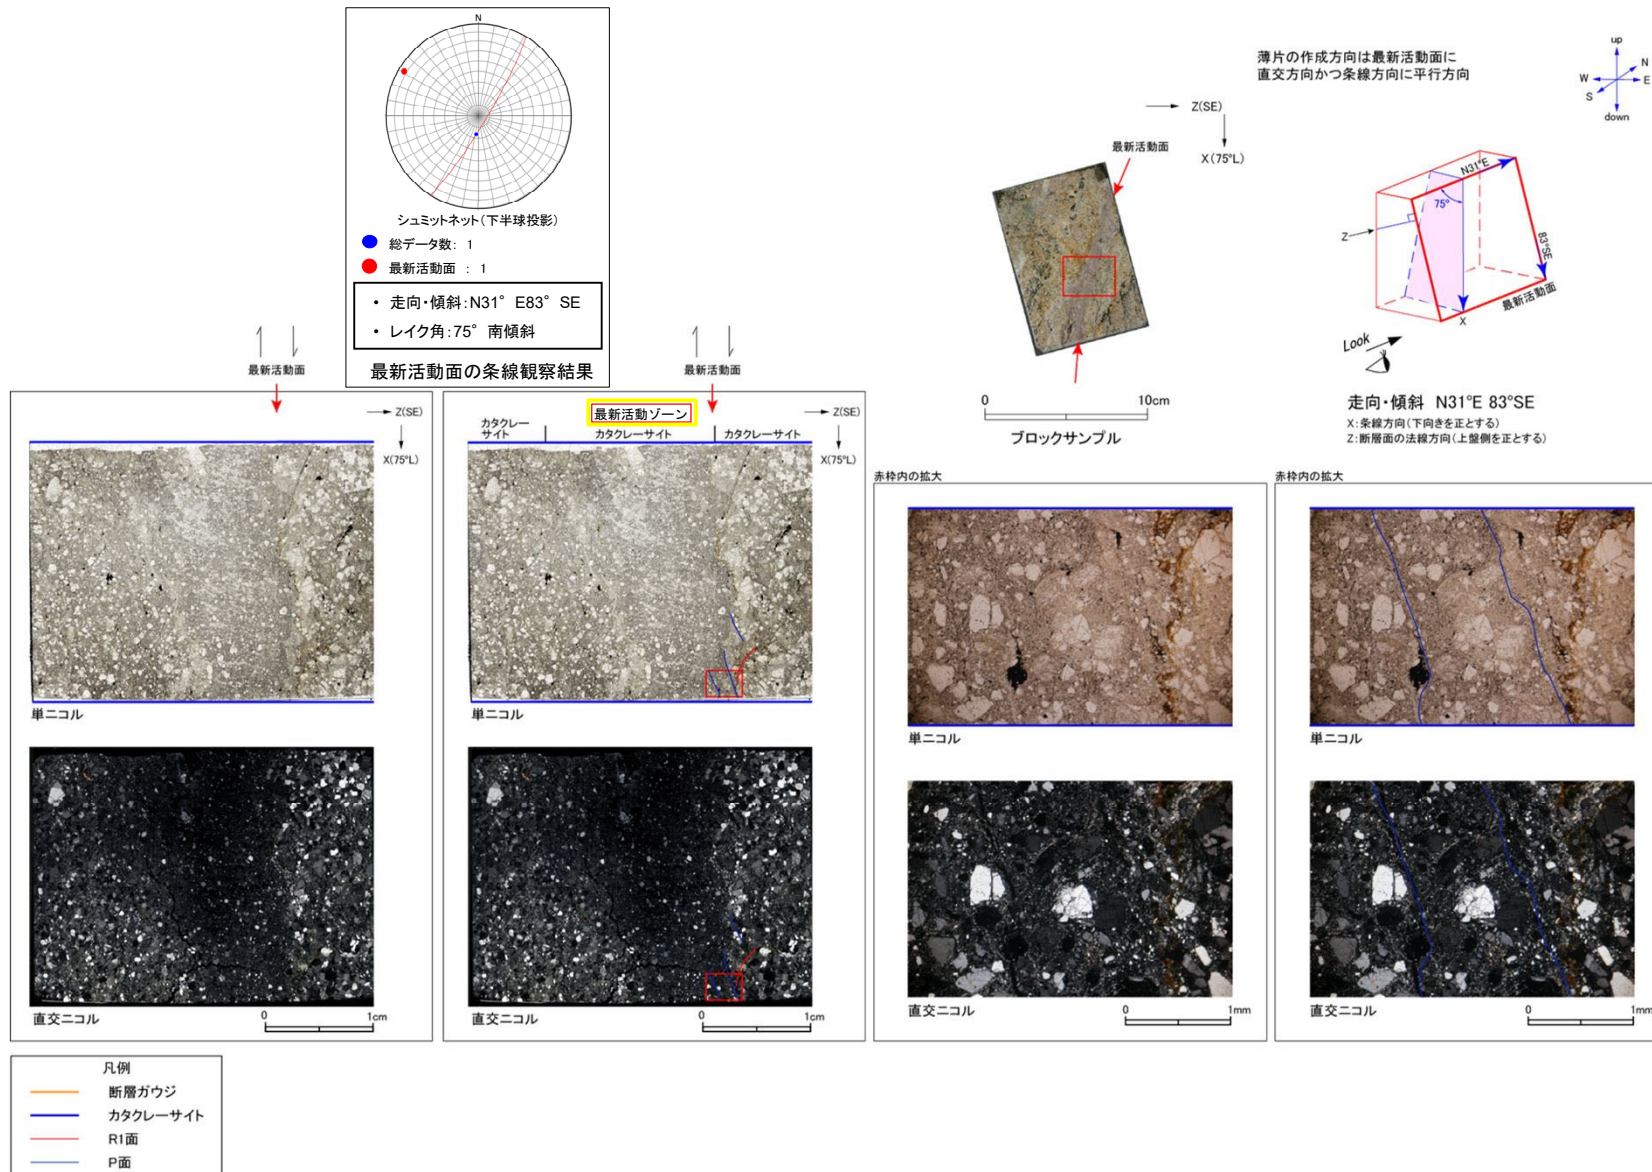 N
シュミットネット(下半球投影)
総データ数: 1
最新活動面 : 1
・ 走向・傾斜:N31° E83° SE
・ レイク角:75° 南傾斜
最新活動面の条線観察結果
薄片の作成方向は最新活動面に
直交方向かつ条線方向に平行方向
up
N
W
E
S
down
Z(SE)
X(75°L)
最新活動面
0
10cm
ブロックサンプル
N31°E
75°
Z
83°SE
最新活動面
X
Look
走向・傾斜 N31°E 83°SE
X:条線方向(下向きを正とする)
Z:断層面の法線方向(上盤側を正とする)
最新活動面
Z(SE)
X(75°L)
単ニコル
直交ニコル
0
1cm
最新活動面
最新活動ゾーン
カタクレー
サイト
カタクレーサイト
カタクレーサイト
Z(SE)
X(75°L)
単ニコル
直交ニコル
0
1cm
赤枠内の拡大
単ニコル
直交ニコル
0
1mm
赤枠内の拡大
単ニコル
直交ニコル
0
1mm
凡例
断層ガウジ
カタクレーサイト
R1面
P面